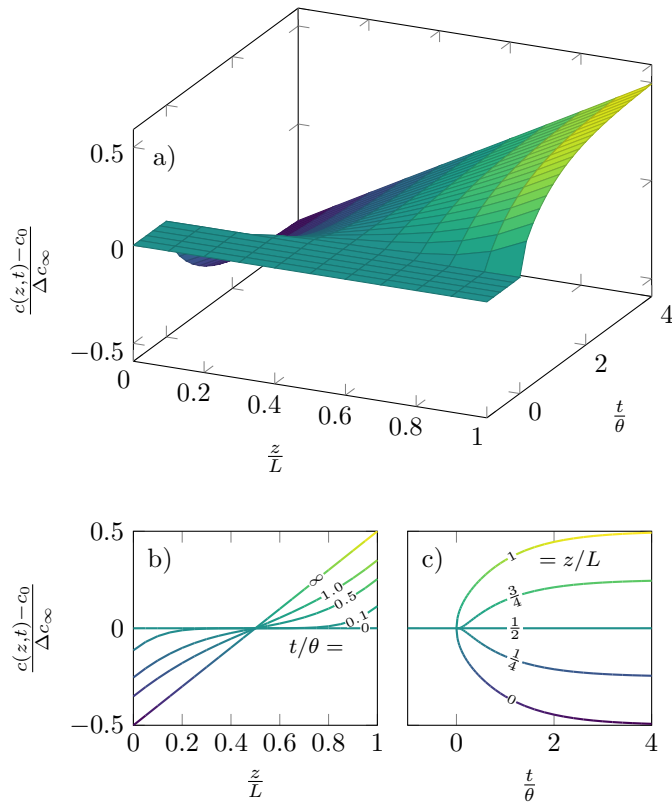 a)
0.5
0
−0.5
c(z,t)−c₀
Δc∞
0 0.2 0.4 0.6 0.8 1
z
L
0 2 4
t
θ
b)
0.5
0
−0.5
c(z,t)−c₀
Δc∞
∞
1.0
0.5
0.1
0
t/θ =
0 0.2 0.4 0.6 0.8 1
z
L
c)
1 = z/L
3/4
1/2
1/4
0
0 2 4
t
θ